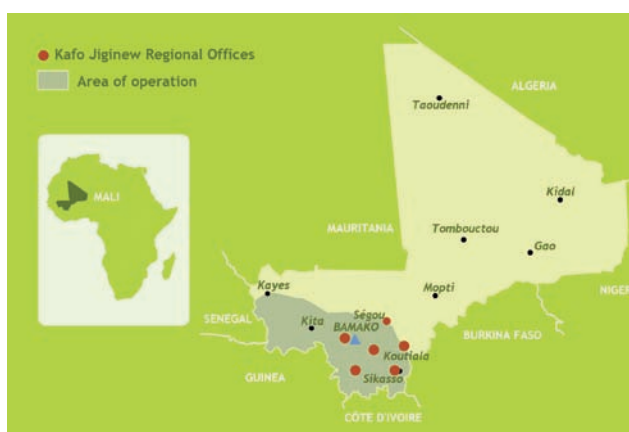 Kafo Jiginew Regional Offices
Area of operation
ALGERIA
Taoudenni
MALI
Kidal
MAURITANIA
Tombouctou
Gao
Kayes
Mopti
NIGER
Ségou
SENEGAL
Kita
BAMAKO
BURKINA FASO
Koutiala
GUINEA
Sikasso
CÔTE D'IVOIRE